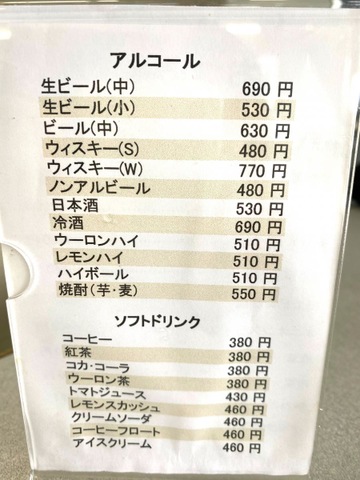 アルコール
生ビール(中) 690 円
生ビール(小) 530 円
ビール(中) 630 円
ウィスキー(S) 480 円
ウィスキー(W) 770 円
ノンアルビール 480 円
日本酒 530 円
冷酒 690 円
ウーロンハイ 510 円
レモンハイ 510 円
ハイボール 510 円
焼酎(芋・麦) 550 円
ソフトドリンク
コーヒー 380 円
紅茶 380 円
コカ・コーラ 380 円
ウーロン茶 380 円
トマトジュース 430 円
レモンスカッシュ 460 円
クリームソーダ 460 円
コーヒーフロート 460 円
アイスクリーム 460 円